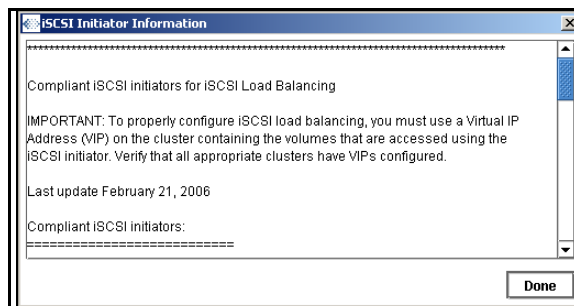 iSCSI Initiator Information
********************************************************************************
Compliant iSCSI initiators for iSCSI Load Balancing
IMPORTANT: To properly configure iSCSI load balancing, you must use a Virtual IP
Address (VIP) on the cluster containing the volumes that are accessed using the
iSCSI initiator. Verify that all appropriate clusters have VIPs configured.
Last update February 21, 2006
Compliant iSCSI initiators:
===========================
Done